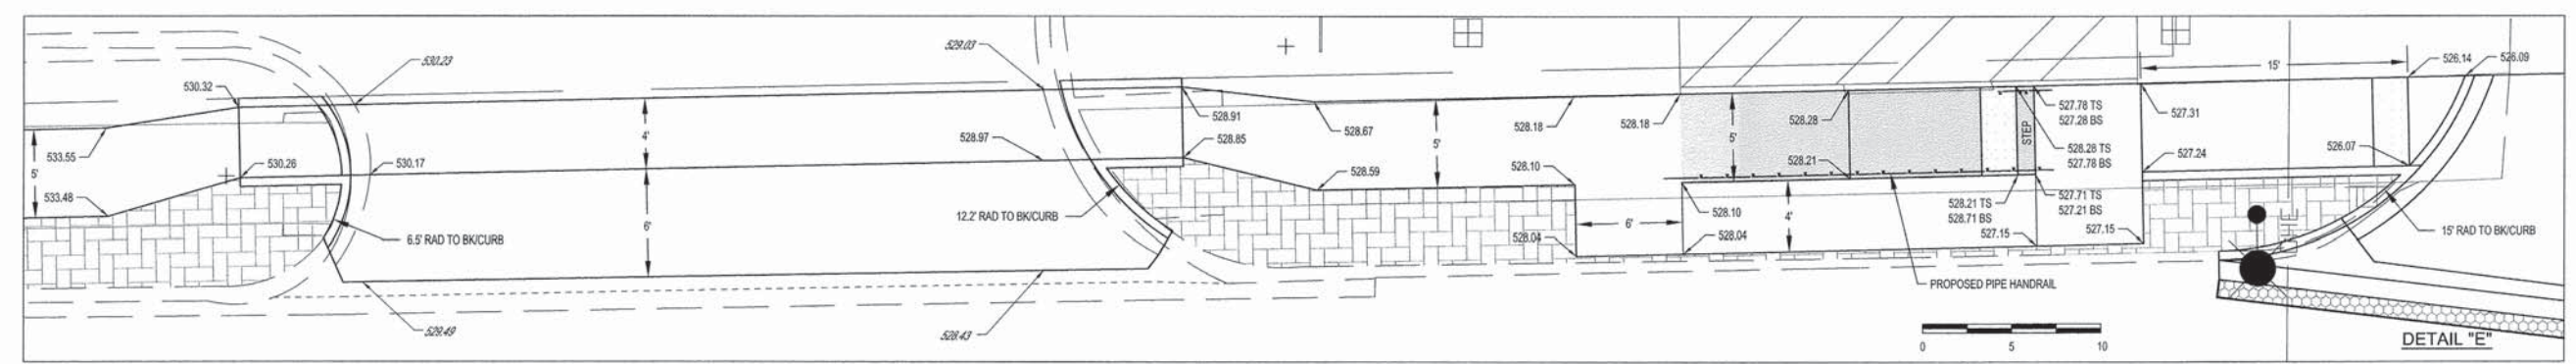 530.23
530.32
533.55
5'
533.48
530.26
530.17
6.5' RAD TO BK/CURB
529.49
4'
6'
529.03
528.97
12.2' RAD TO BK/CURB
528.43
528.91
528.85
528.67
5'
528.59
528.18
528.10
528.04
6'
528.18
5'
528.10
528.04
4'
528.28
528.21
STEP
527.78 TS
527.28 BS
528.28 TS
527.78 BS
528.21 TS
528.71 BS
527.71 TS
527.21 BS
527.15
527.15
PROPOSED PIPE HANDRAIL
527.31
527.24
15'
526.14
526.09
526.07
15' RAD TO BK/CURB
0 5 10
DETAIL "E"